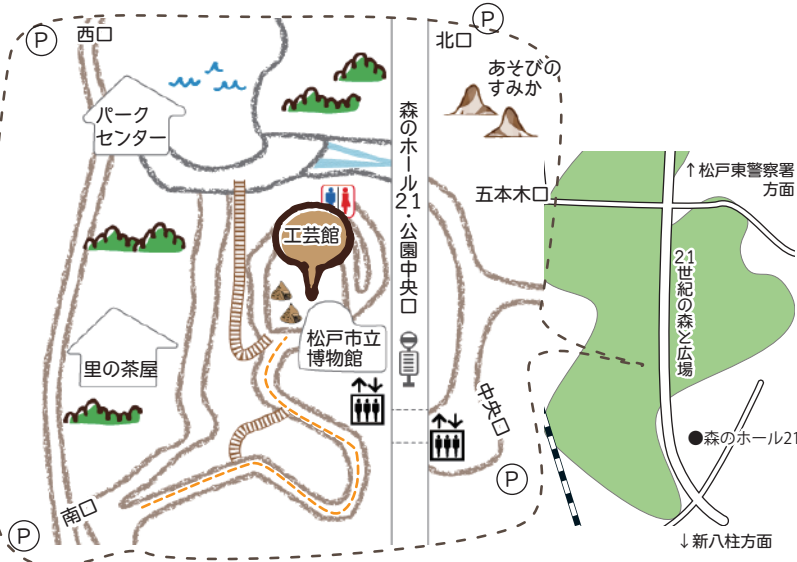 P
西口
北口
P
あそびの
すみか
パーク
センター
森のホール21・公園中央口
↑松戸東警察署
方面
五本木口
工芸館
21世紀の森と広場
松戸市立
博物館
里の茶屋
中央口
●森のホール21
P
南口
P
↓新八柱方面